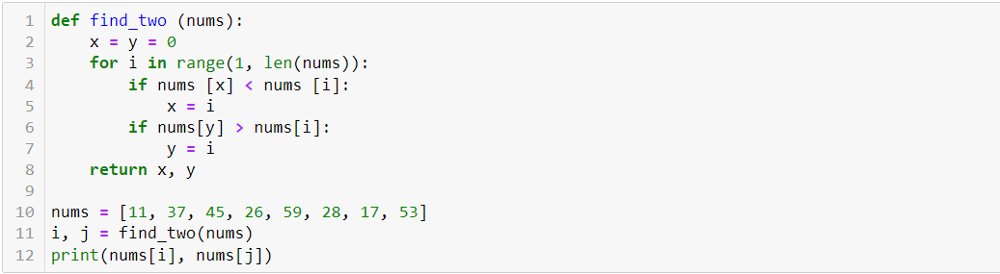 1 def find_two (nums):
2     x = y = 0
3     for i in range(1, len(nums)):
4         if nums [x] < nums [i]:
5             x = i
6         if nums[y] > nums[i]:
7             y = i
8     return x, y
9
10 nums = [11, 37, 45, 26, 59, 28, 17, 53]
11 i, j = find_two(nums)
12 print(nums[i], nums[j])